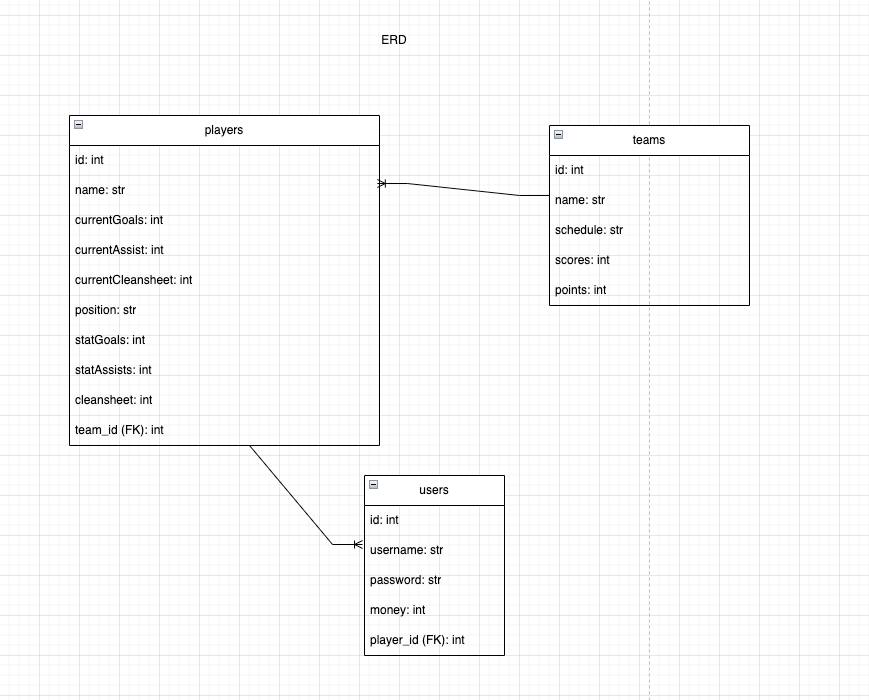 ERD
players
id: int
name: str
currentGoals: int
currentAssist: int
currentCleansheet: int
position: str
statGoals: int
statAssists: int
cleansheet: int
team_id (FK): int
teams
id: int
name: str
schedule: str
scores: int
points: int
users
id: int
username: str
password: str
money: int
player_id (FK): int